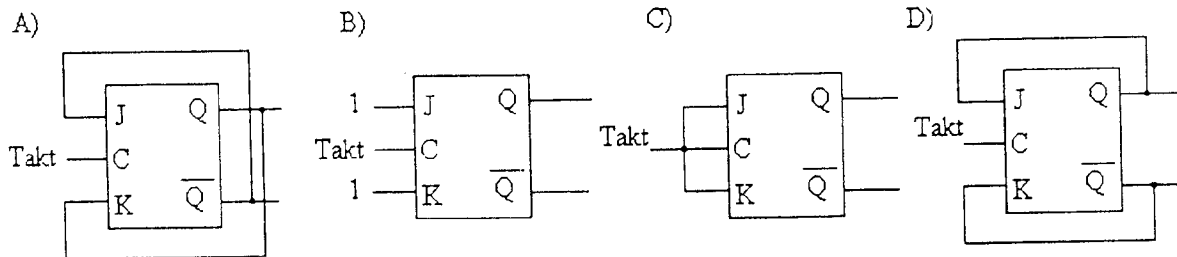 A)
J Q
Takt C
K Q̅
B)
1 J Q
Takt C
1 K Q̅
C)
J Q
Takt C
K Q̅
D)
J Q
Takt C
K Q̅